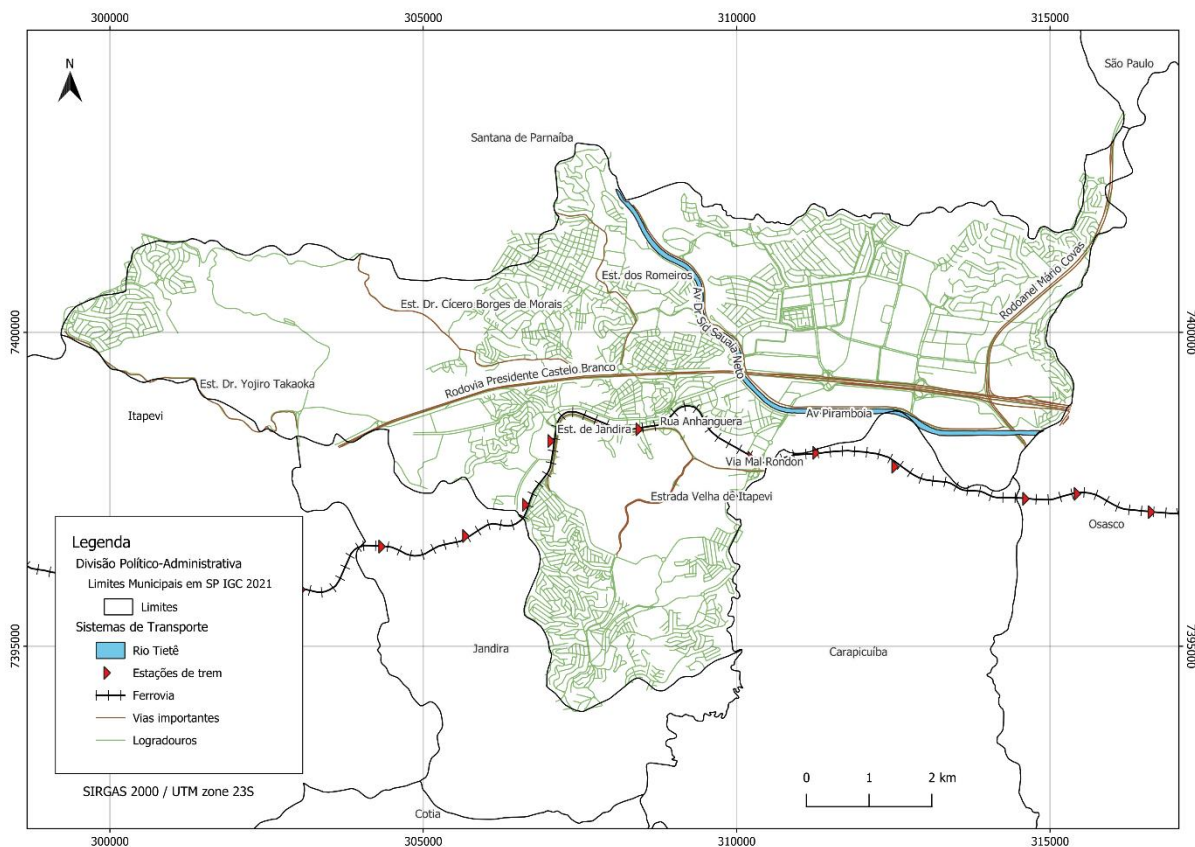 300000
305000
310000
315000
São Paulo
N
Santana de Parnaíba
Rodoanel Mário Covas
Est. dos Romeiros
Est. Dr. Cícero Borges de Morais
Av Dr. Sid Sauaia Neto
7400000
7400000
Rodovia Presidente Castelo Branco
Est. Dr. Yojiro Takaoka
Itapevi
Av Piramboia
Rua Anhanguera
Est. de Jandira
Via Mal Rondon
Estrada Velha de Itapevi
Osasco
Legenda
Divisão Político-Administrativa
Limites Municipais em SP IGC 2021
Limites
Sistemas de Transporte
Rio Tietê
Estações de trem
Ferrovia
Vias importantes
Logradouros
7395000
7395000
Jandira
Carapicuíba
0 1 2 km
SIRGAS 2000 / UTM zone 23S
Cotia
300000
305000
310000
315000